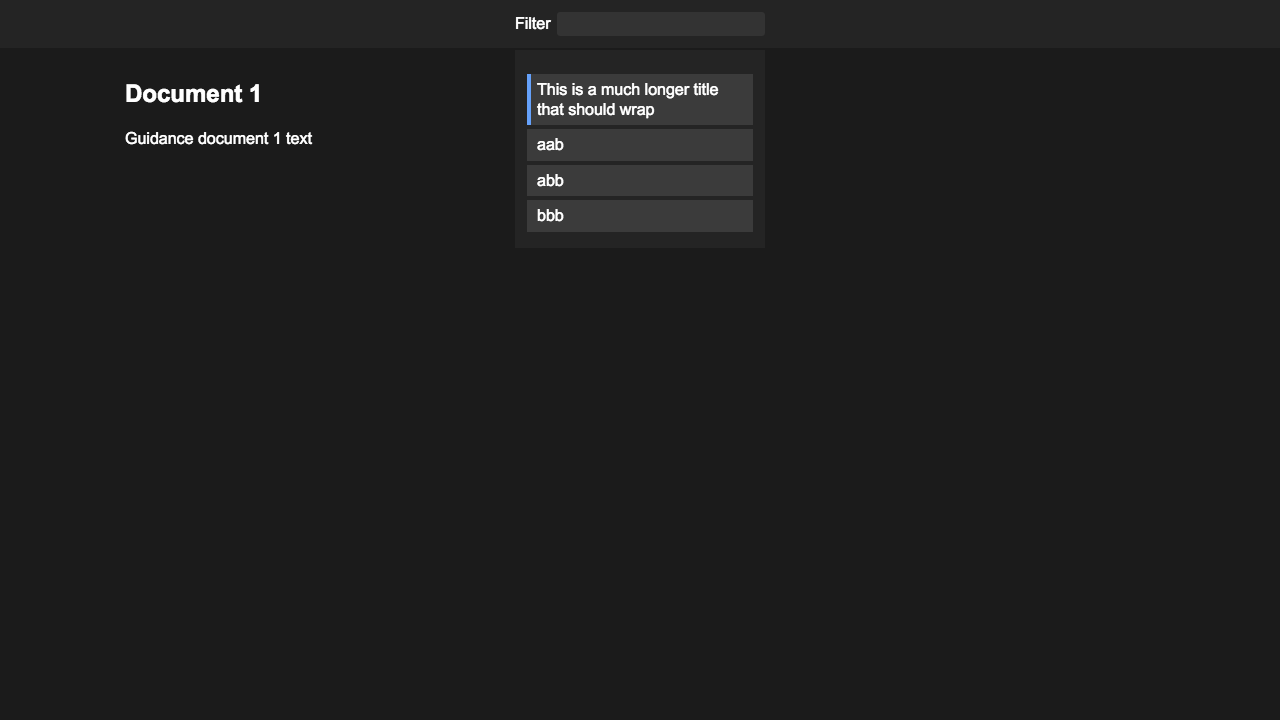 Filter
Document 1
Guidance document 1 text
This is a much longer title
that should wrap
aab
abb
bbb